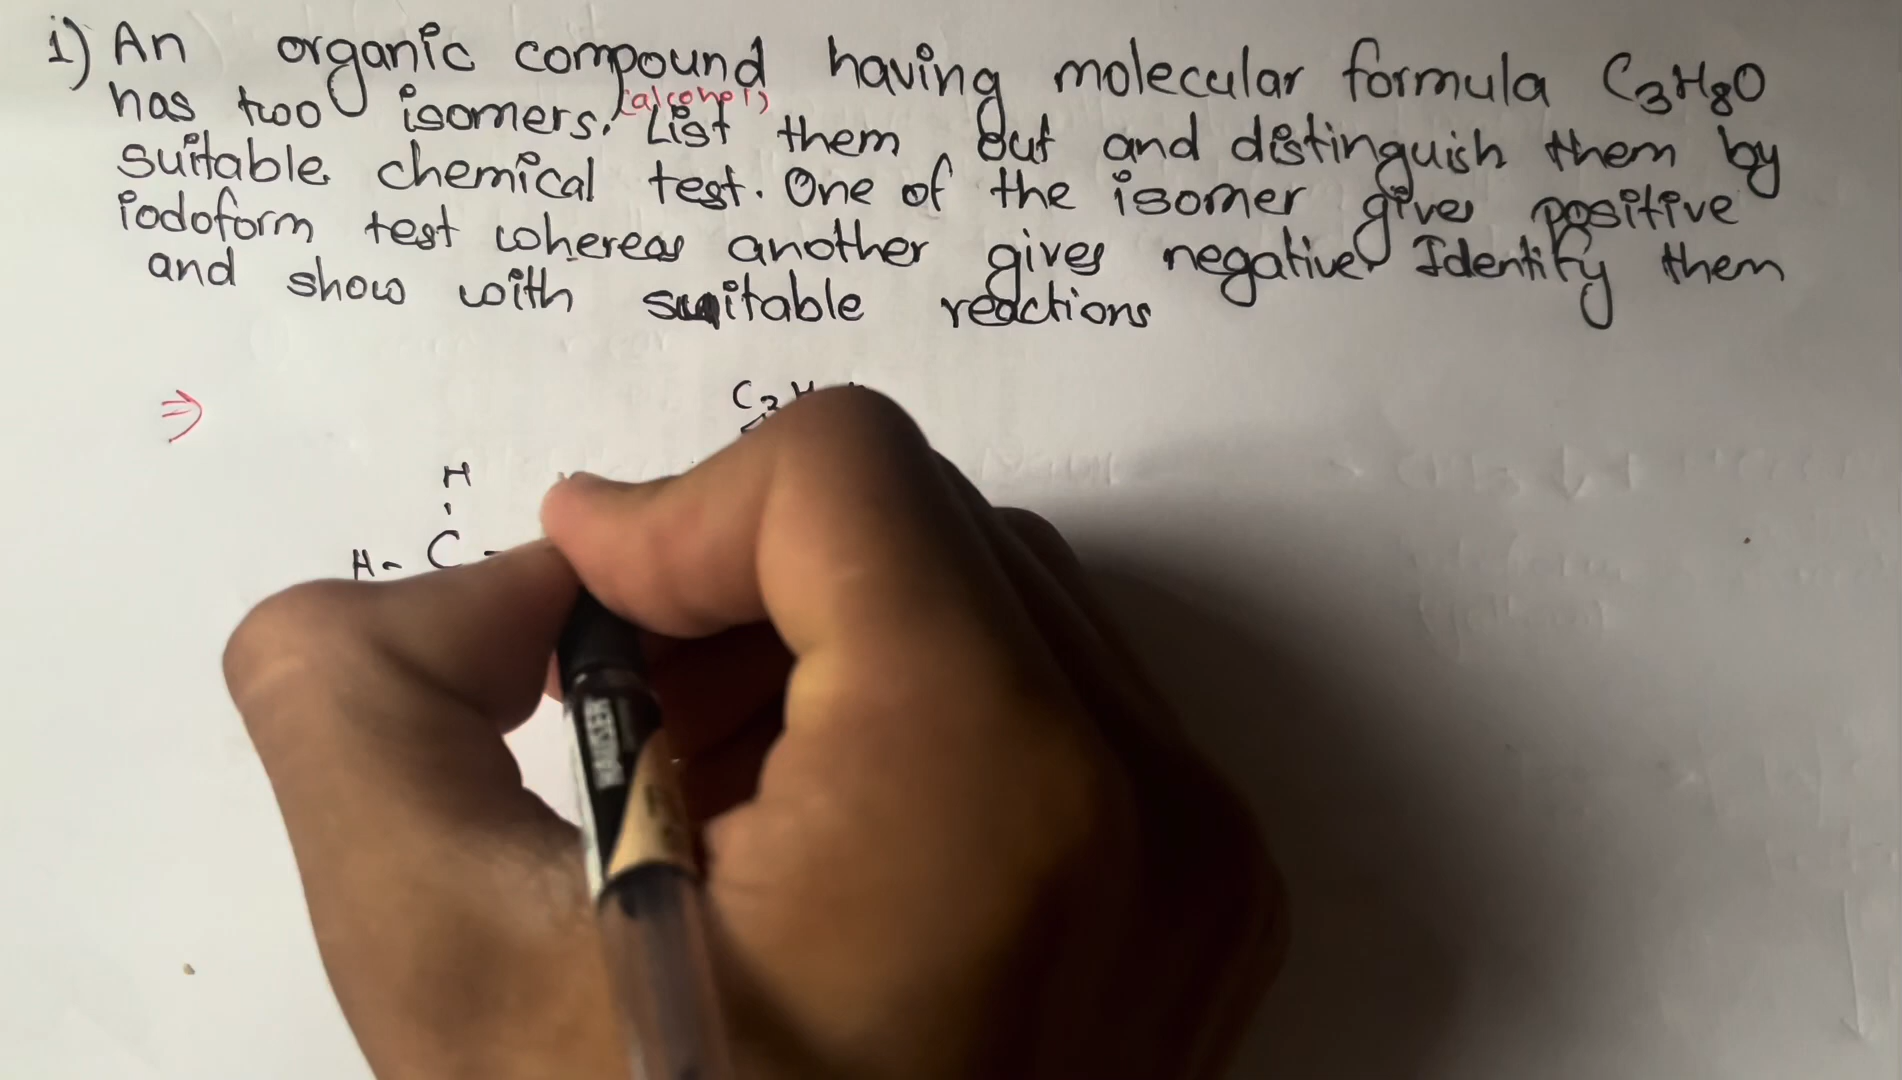 i) An organic compound having molecular formula C₃H₈O
has two isomers. (alcohol) List them out and distinguish them by
suitable chemical test. One of the isomer gives positive
iodoform test whereas another gives negative. Identify them
and show with suitable reactions
⇒
C₃
H
H - C -
HAUSER